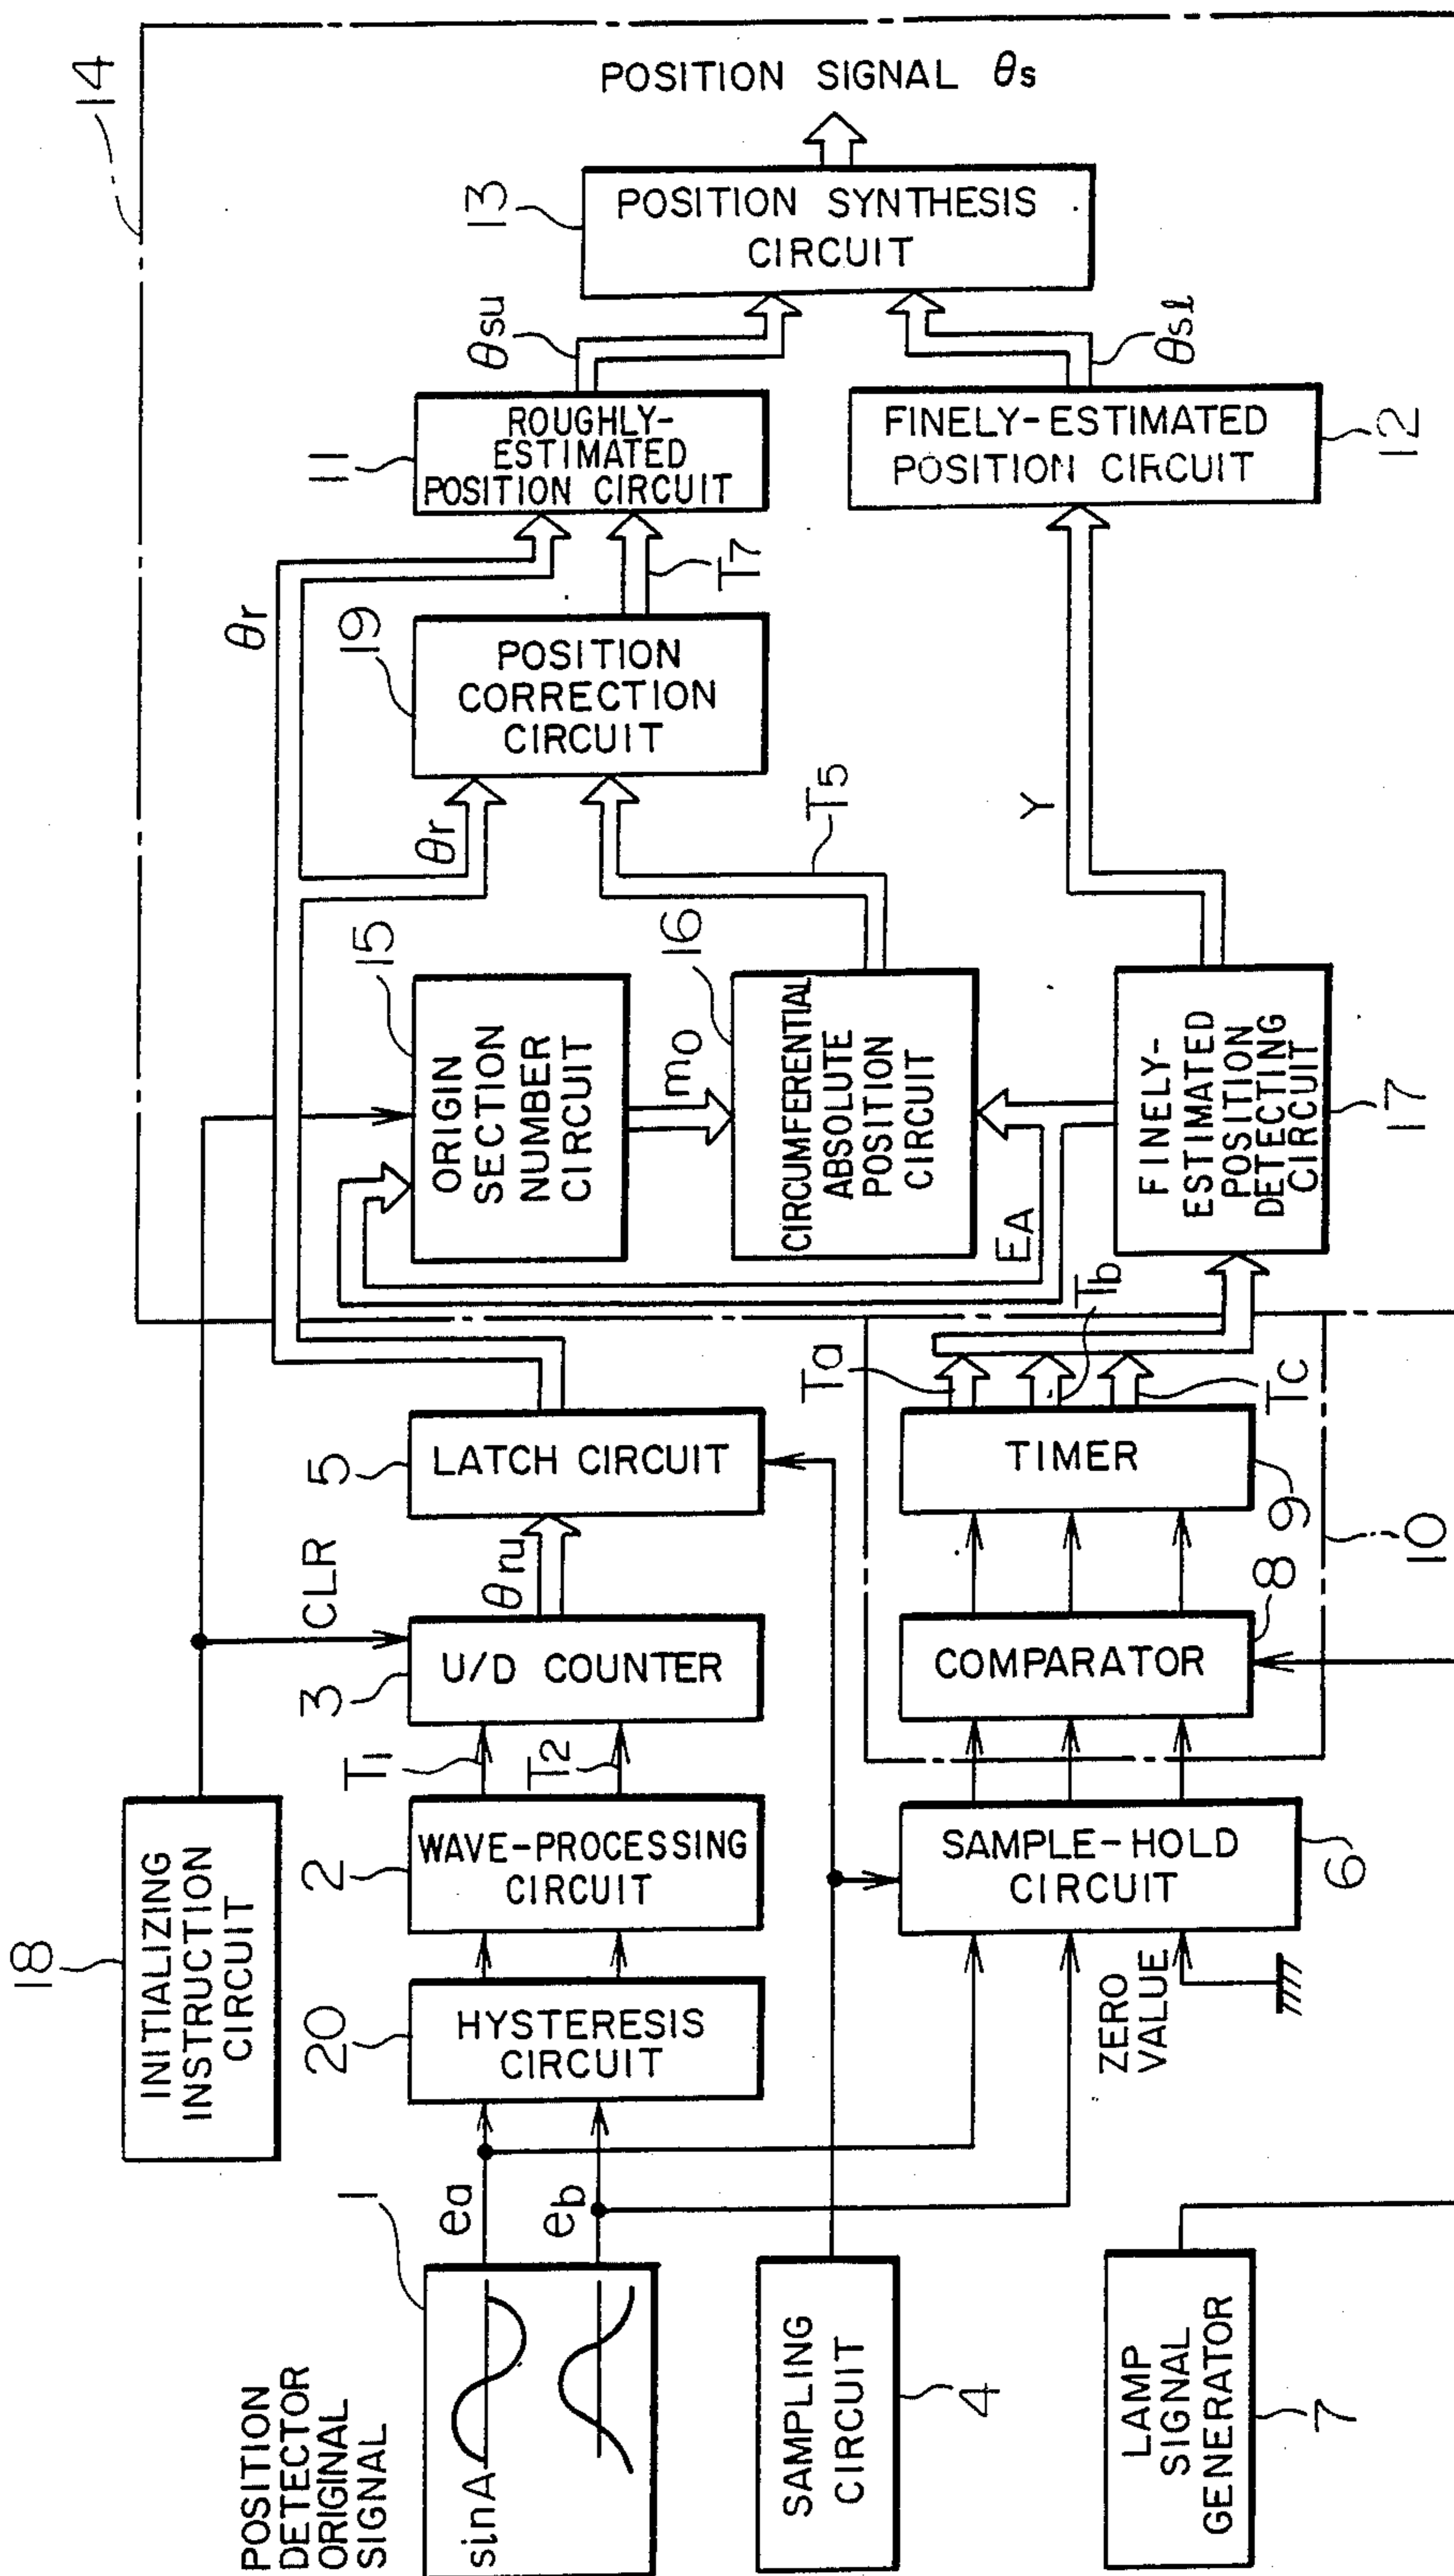 POSITION
DETECTOR
ORIGINAL
SIGNAL
1
sinA
ea
eb
SAMPLING
CIRCUIT
4
LAMP
SIGNAL
GENERATOR
7
18
INITIALIZING
INSTRUCTION
CIRCUIT
20
HYSTERESIS
CIRCUIT
ZERO
VALUE
2
WAVE-PROCESSING
CIRCUIT
T1
T2
SAMPLE-HOLD
CIRCUIT
6
CLR
3
U/D COUNTER
θru
COMPARATOR
8
5
LATCH CIRCUIT
TIMER
9
10
Ta
Tb
Tc
14
θr
15
ORIGIN
SECTION
NUMBER
CIRCUIT
mo
16
CIRCUMFERENTIAL
ABSOLUTE
POSITION
CIRCUIT
EA
FINELY-
ESTIMATED
POSITION
DETECTING
CIRCUIT
17
θr
T5
Y
19
POSITION
CORRECTION
CIRCUIT
T7
11
ROUGHLY-
ESTIMATED
POSITION CIRCUIT
FINELY-ESTIMATED
POSITION CIRCUIT
12
θsu
θsℓ
13
POSITION SYNTHESIS
CIRCUIT
POSITION SIGNAL θs